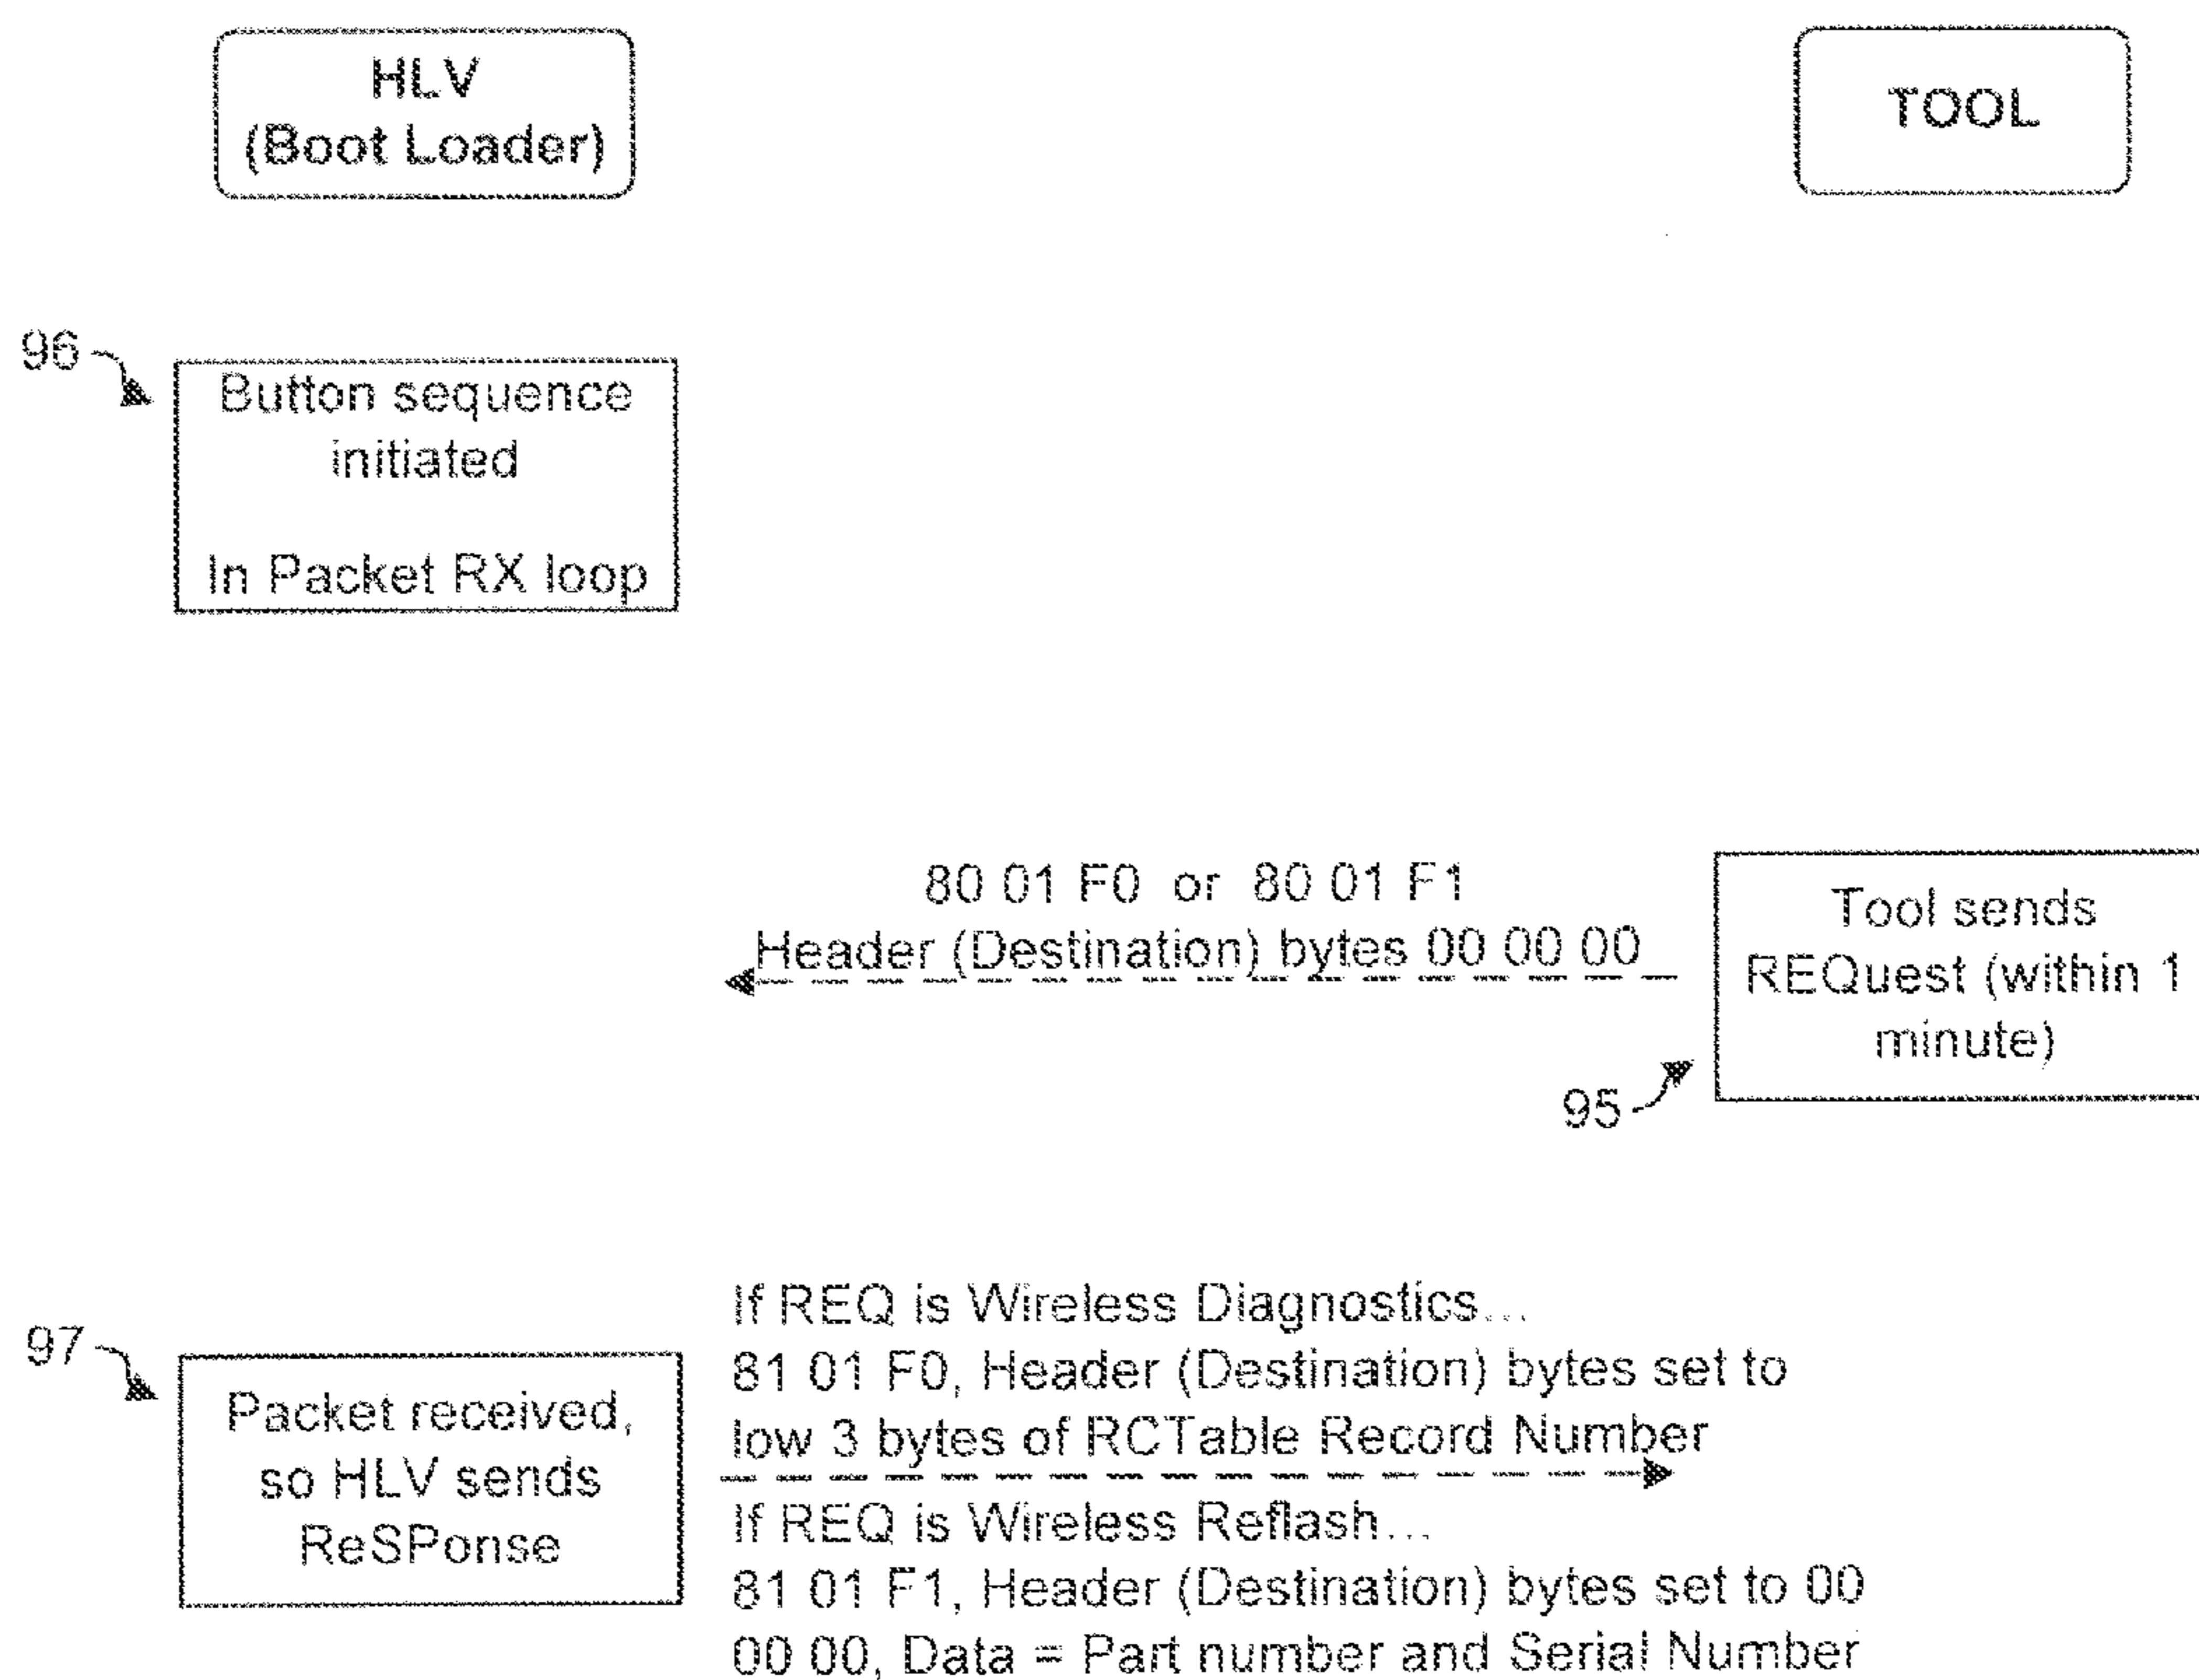 HLV
(Boot Loader)
TOOL
96
Button sequence
initiated
In Packet RX loop
80 01 F0 or 80 01 F1
Header (Destination) bytes 00 00 00
Tool sends
REQuest (within 1
minute)
95
97
Packet received,
so HLV sends
ReSPonse
If REQ is Wireless Diagnostics...
81 01 F0, Header (Destination) bytes set to
low 3 bytes of RCTable Record Number
If REQ is Wireless Reflash...
81 01 F1, Header (Destination) bytes set to 00
00 00, Data = Part number and Serial Number